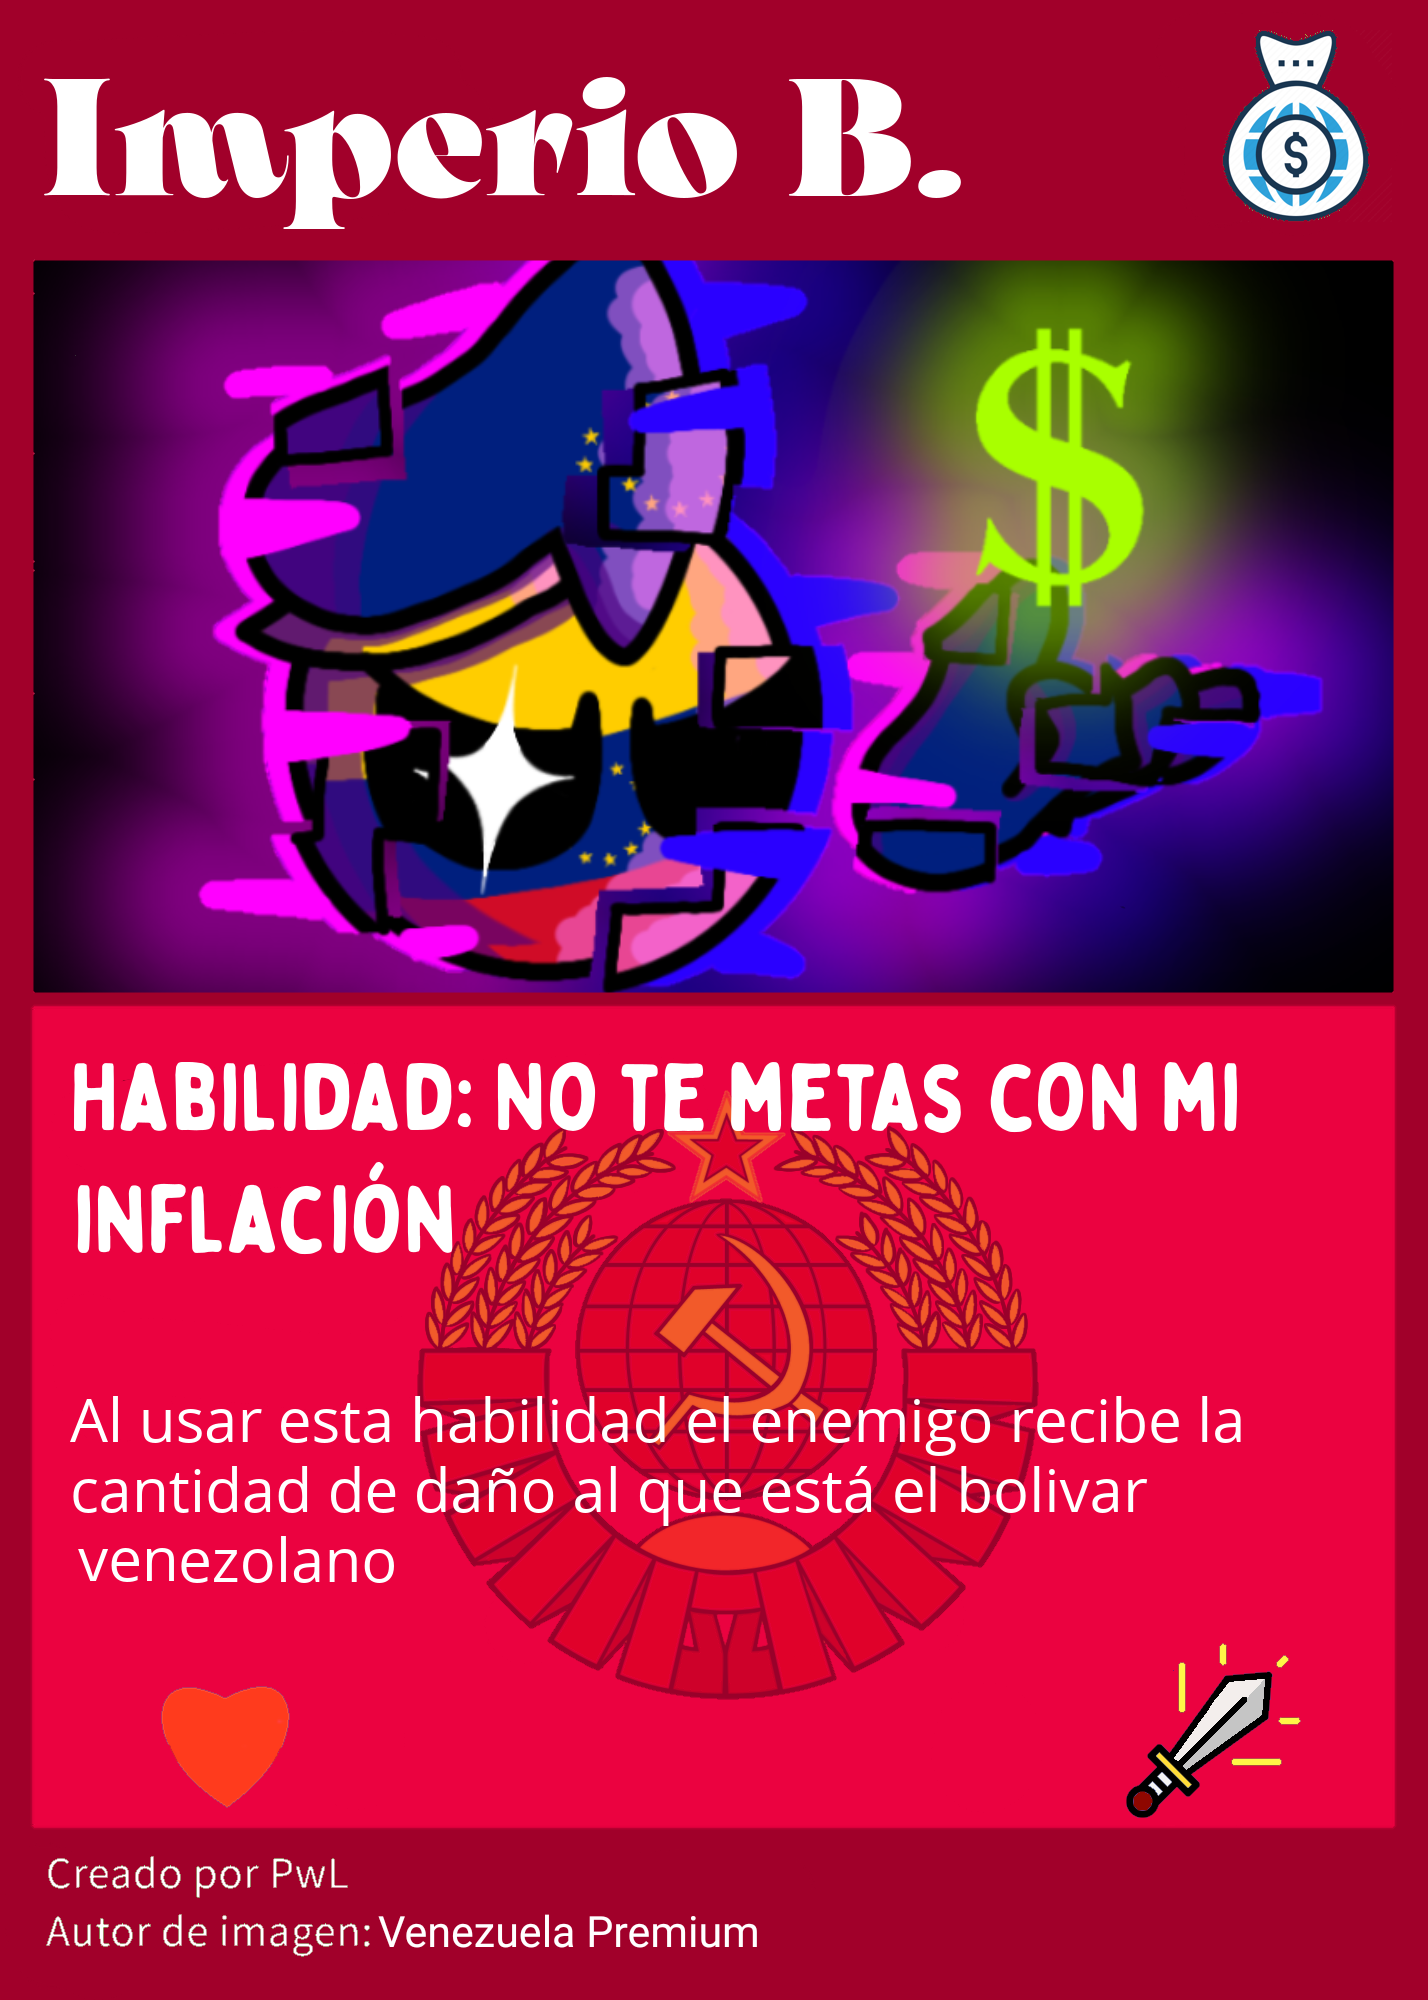 Imperio B.
$
$
HABILIDAD: NO TE METAS CON MI
INFLACIÓN
Al usar esta habilidad el enemigo recibe la
cantidad de daño al que está el bolivar
venezolano
Creado por PwL
Autor de imagen: Venezuela Premium